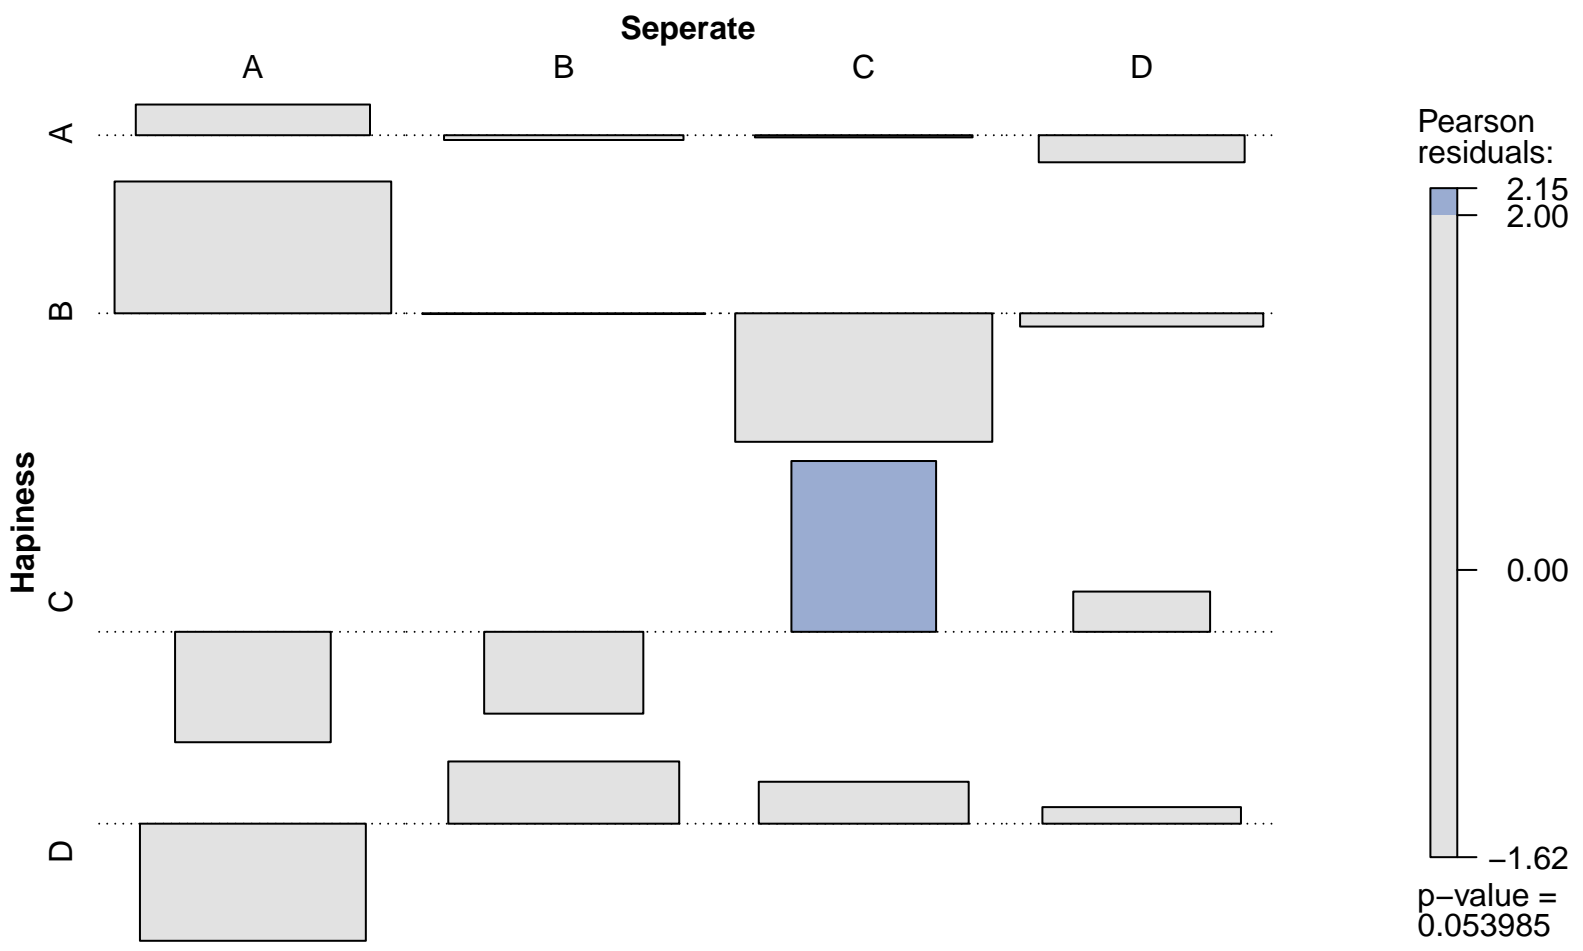 Seperate
A B C D
A
B
Hapiness
C
D
Pearson
residuals:
2.15
2.00
0.00
−1.62
p−value =
0.053985